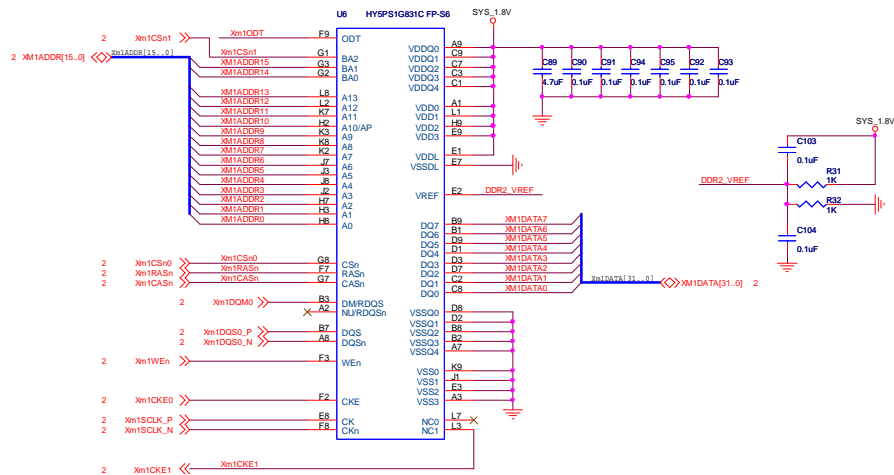 U6 HY5PS1G831C FP-S6
SYS_1.8V
2 Xm1CSn1
Xm1ODT F9 ODT
2 XM1ADDR[15..0] Xm1ADDR[15..0]
Xm1CSn1 G1 BA2
XM1ADDR15 G3 BA1
XM1ADDR14 G2 BA0
XM1ADDR13 L8 A13
XM1ADDR12 L2 A12
XM1ADDR11 K7 A11
XM1ADDR10 H2 A10/AP
XM1ADDR9 K3 A9
XM1ADDR8 K8 A8
XM1ADDR7 K2 A7
XM1ADDR6 J7 A6
XM1ADDR5 J3 A5
XM1ADDR4 J8 A4
XM1ADDR3 J2 A3
XM1ADDR2 H7 A2
XM1ADDR1 H3 A1
XM1ADDR0 H8 A0
2 Xm1CSn0 Xm1CSn0 G8 CSn
2 Xm1RASn Xm1RASn F7 RASn
2 Xm1CASn Xm1CASn G7 CASn
2 Xm1DQM0 B3 DM/RDQS
A2 NU/RDQSn
2 Xm1DQS0_P B7 DQS
2 Xm1DQS0_N A8 DQSn
2 Xm1WEn F3 WEn
2 Xm1CKE0 F2 CKE
2 Xm1SCLK_P E8 CK
2 Xm1SCLK_N F8 CKn
2 Xm1CKE1 Xm1CKE1
VDDQ0 A9
VDDQ1 C9
VDDQ2 C7
VDDQ3 C3
VDDQ4 C1
VDD0 A1
VDD1 L1
VDD2 H9
VDD3 E9
VDDL E1
VSSDL E7
VREF E2 DDR2_VREF
DQ7 B9 XM1DATA7
DQ6 B1 XM1DATA6
DQ5 D9 XM1DATA5
DQ4 D1 XM1DATA4
DQ3 D3 XM1DATA3
DQ2 D7 XM1DATA2
DQ1 C2 XM1DATA1
DQ0 C8 XM1DATA0
Xm1DATA[31..0] XM1DATA[31..0] 2
VSSQ0 D8
VSSQ1 D2
VSSQ2 B8
VSSQ3 B2
VSSQ4 A7
VSS0 K9
VSS1 J1
VSS2 E3
VSS3 A3
NC0 L7
NC1 L3
C89 C90 C91 C94 C95 C92 C93
4.7uF 0.1uF 0.1uF 0.1uF 0.1uF 0.1uF 0.1uF
SYS_1.8V
C103
0.1uF
R31
1K
DDR2_VREF
R32
1K
C104
0.1uF